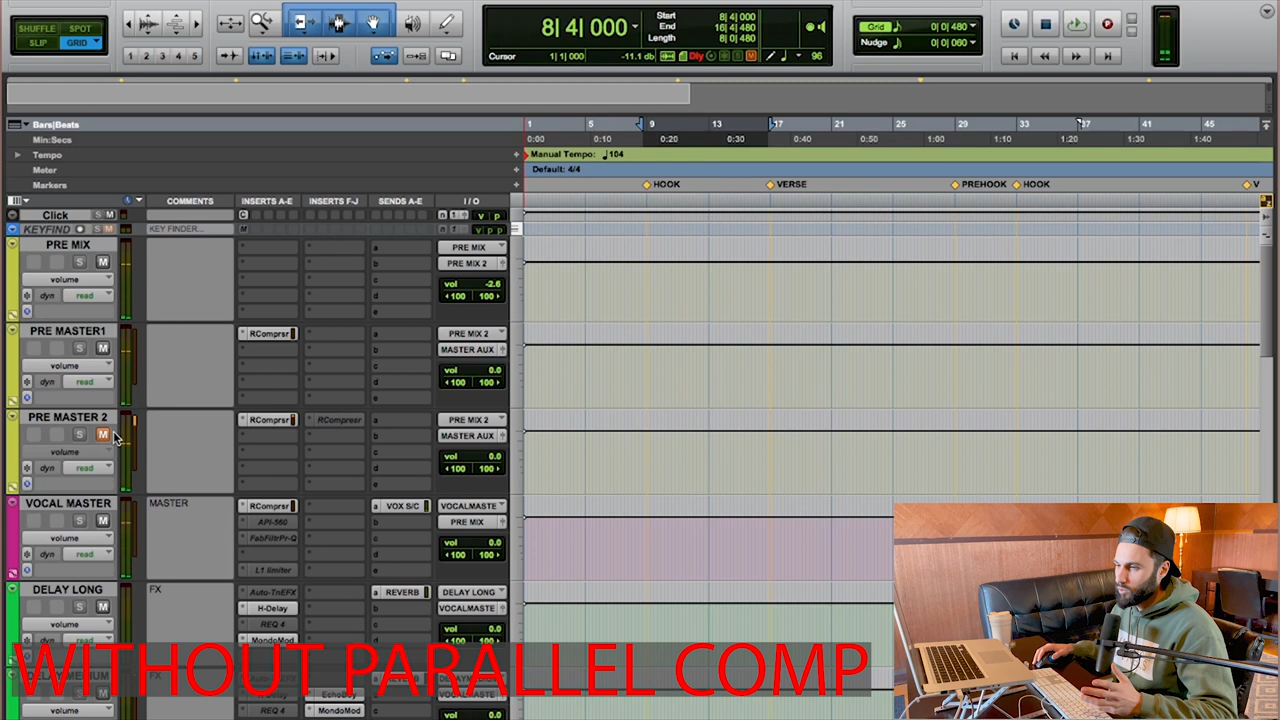 SHUFFLE SPOT
SLIP GRID
1 2 3 4 5
8| 4| 000
Start 8| 4| 000
End 16| 4| 480
Length 8| 0| 480
Cursor 1| 1| 000 -11.1 db Dly 96
Grid 0| 0| 480
Nudge 0| 0| 060
Bars|Beats 1 5 9 13 17 21 25 29 33 37 41 45
Min:Secs 0:00 0:10 0:20 0:30 0:40 0:50 1:00 1:10 1:20 1:30 1:40
Tempo Manual Tempo: 104
Meter Default: 4/4
Markers HOOK VERSE PREHOOK HOOK V
COMMENTS INSERTS A-E INSERTS F-J SENDS A-E I / O
Click S M C n 1 v p
KEYFIND S M KEY FINDER... M n 1 v p p
PRE MIX a PRE MIX
S M b PRE MIX 2
volume c vol -2.6
dyn read d 100 100
e
PRE MASTER1 RComprsr a PRE MIX 2
S M b MASTER AUX
volume c vol 0.0
dyn read d 100 100
e
PRE MASTER 2 RComprsr RCompresr a PRE MIX 2
S M b MASTER AUX
volume c vol 0.0
dyn read d 100 100
e
VOCAL MASTER MASTER RComprsr a VOX S/C VOCALMASTE
S M API-560 b PRE MIX
volume FabFiltrPr-Q c vol 0.0
dyn read d 100 100
L1 limiter e
DELAY LONG FX Auto-TnEFX a REVERB DELAY LONG
S M H-Delay b VOCALMASTE
volume REQ 4 c vol 0.0
dyn read MondoMod d 100 100
WITHOUT PARALLEL COMP
DELAY MEDIUM FX
EchoBoy VOCALMASTE
volume REQ 4 MondoMod vol 0.0